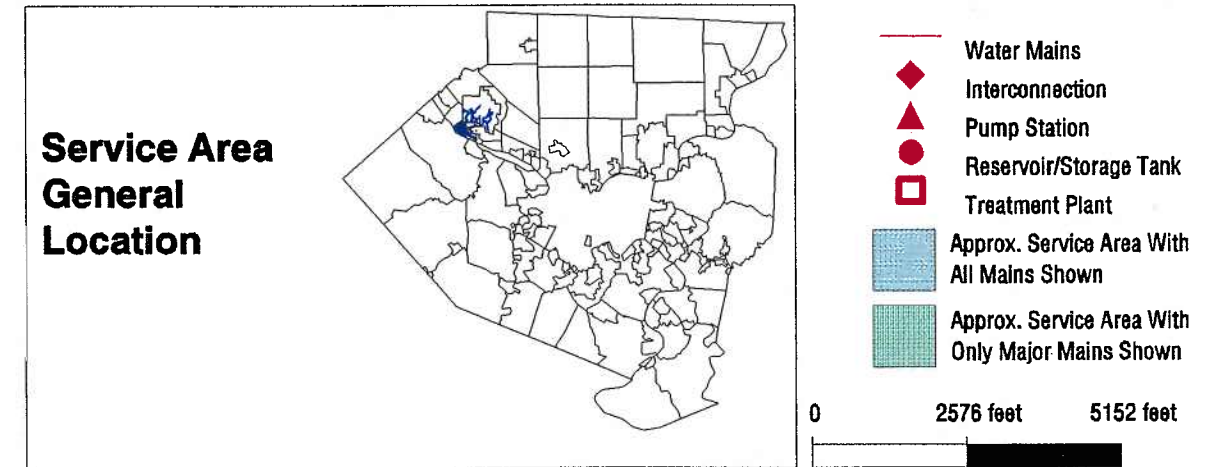 Service Area
General
Location
Water Mains
Interconnection
Pump Station
Reservoir/Storage Tank
Treatment Plant
Approx. Service Area With
All Mains Shown
Approx. Service Area With
Only Major Mains Shown
0 2576 feet 5152 feet